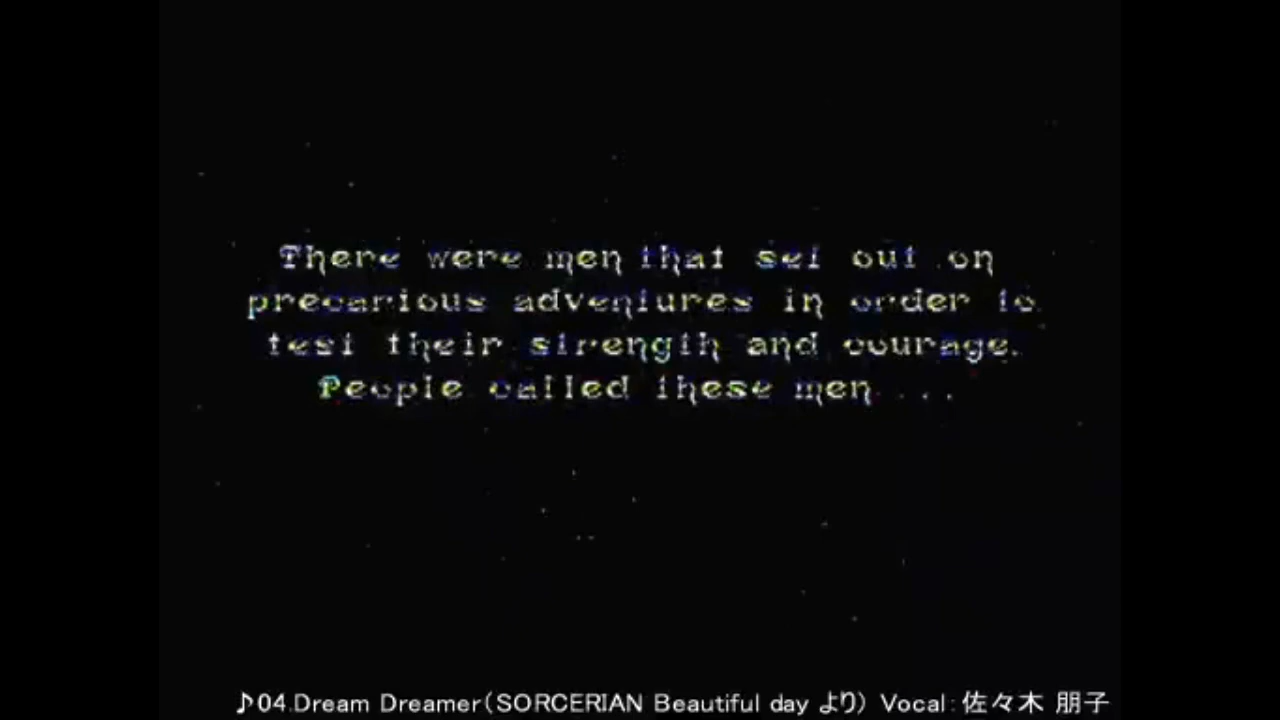 There were men that set out on
precarious adventures in order to
test their strength and courage.
People called these men ...
♪04.Dream Dreamer(SORCERIAN Beautiful day より) Vocal:佐々木 朋子